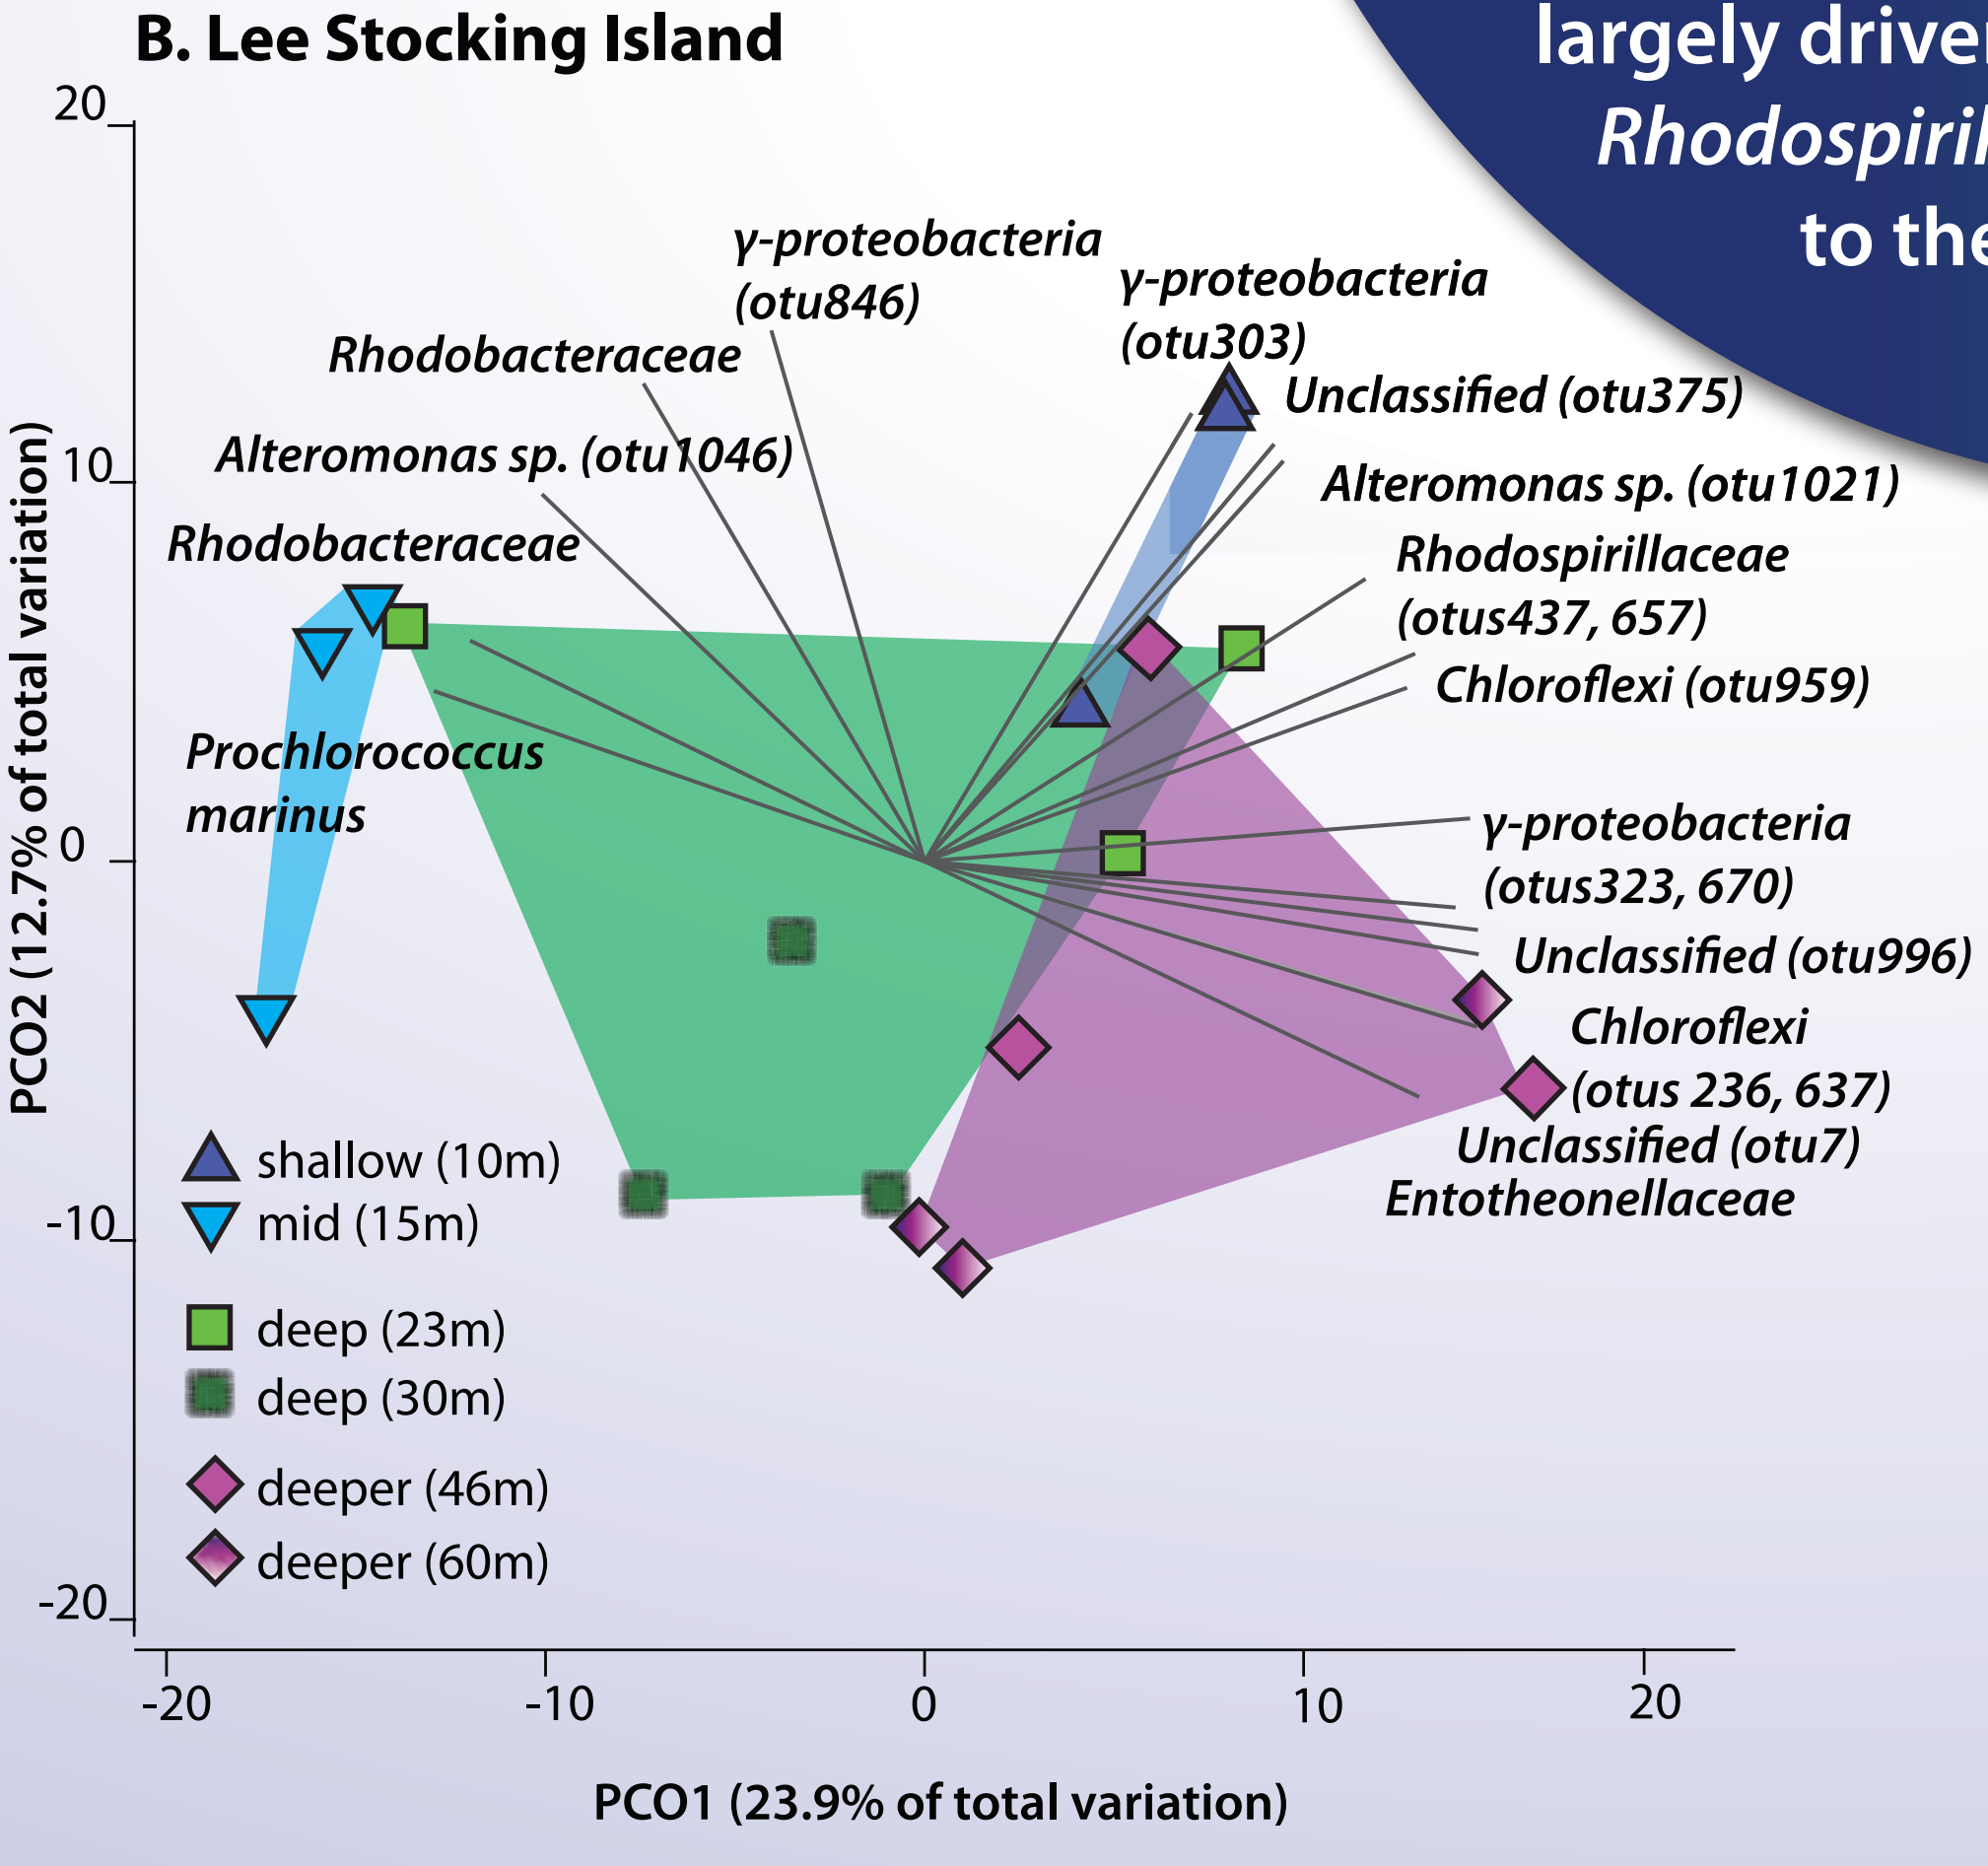 B. Lee Stocking Island
largely
Rhodospiril
to the
20
γ-proteobacteria
(otu846)
γ-proteobacteria
(otu303)
Rhodobacteraceae
Unclassified (otu375)
Alteromonas sp. (otu1046)
10
Alteromonas sp. (otu1021)
Rhodobacteraceae
Rhodospirillaceae
(otus437, 657)
Chloroflexi (otu959)
Prochlorococcus
marinus
0
γ-proteobacteria
(otus323, 670)
Unclassified (otu996)
Chloroflexi
(otus 236, 637)
Unclassified (otu7)
Entotheonellaceae
PCO2 (12.7% of total variation)
shallow (10m)
mid (15m)
-10
deep (23m)
deep (30m)
deeper (46m)
deeper (60m)
-20
-20
-10
0
10
20
PCO1 (23.9% of total variation)